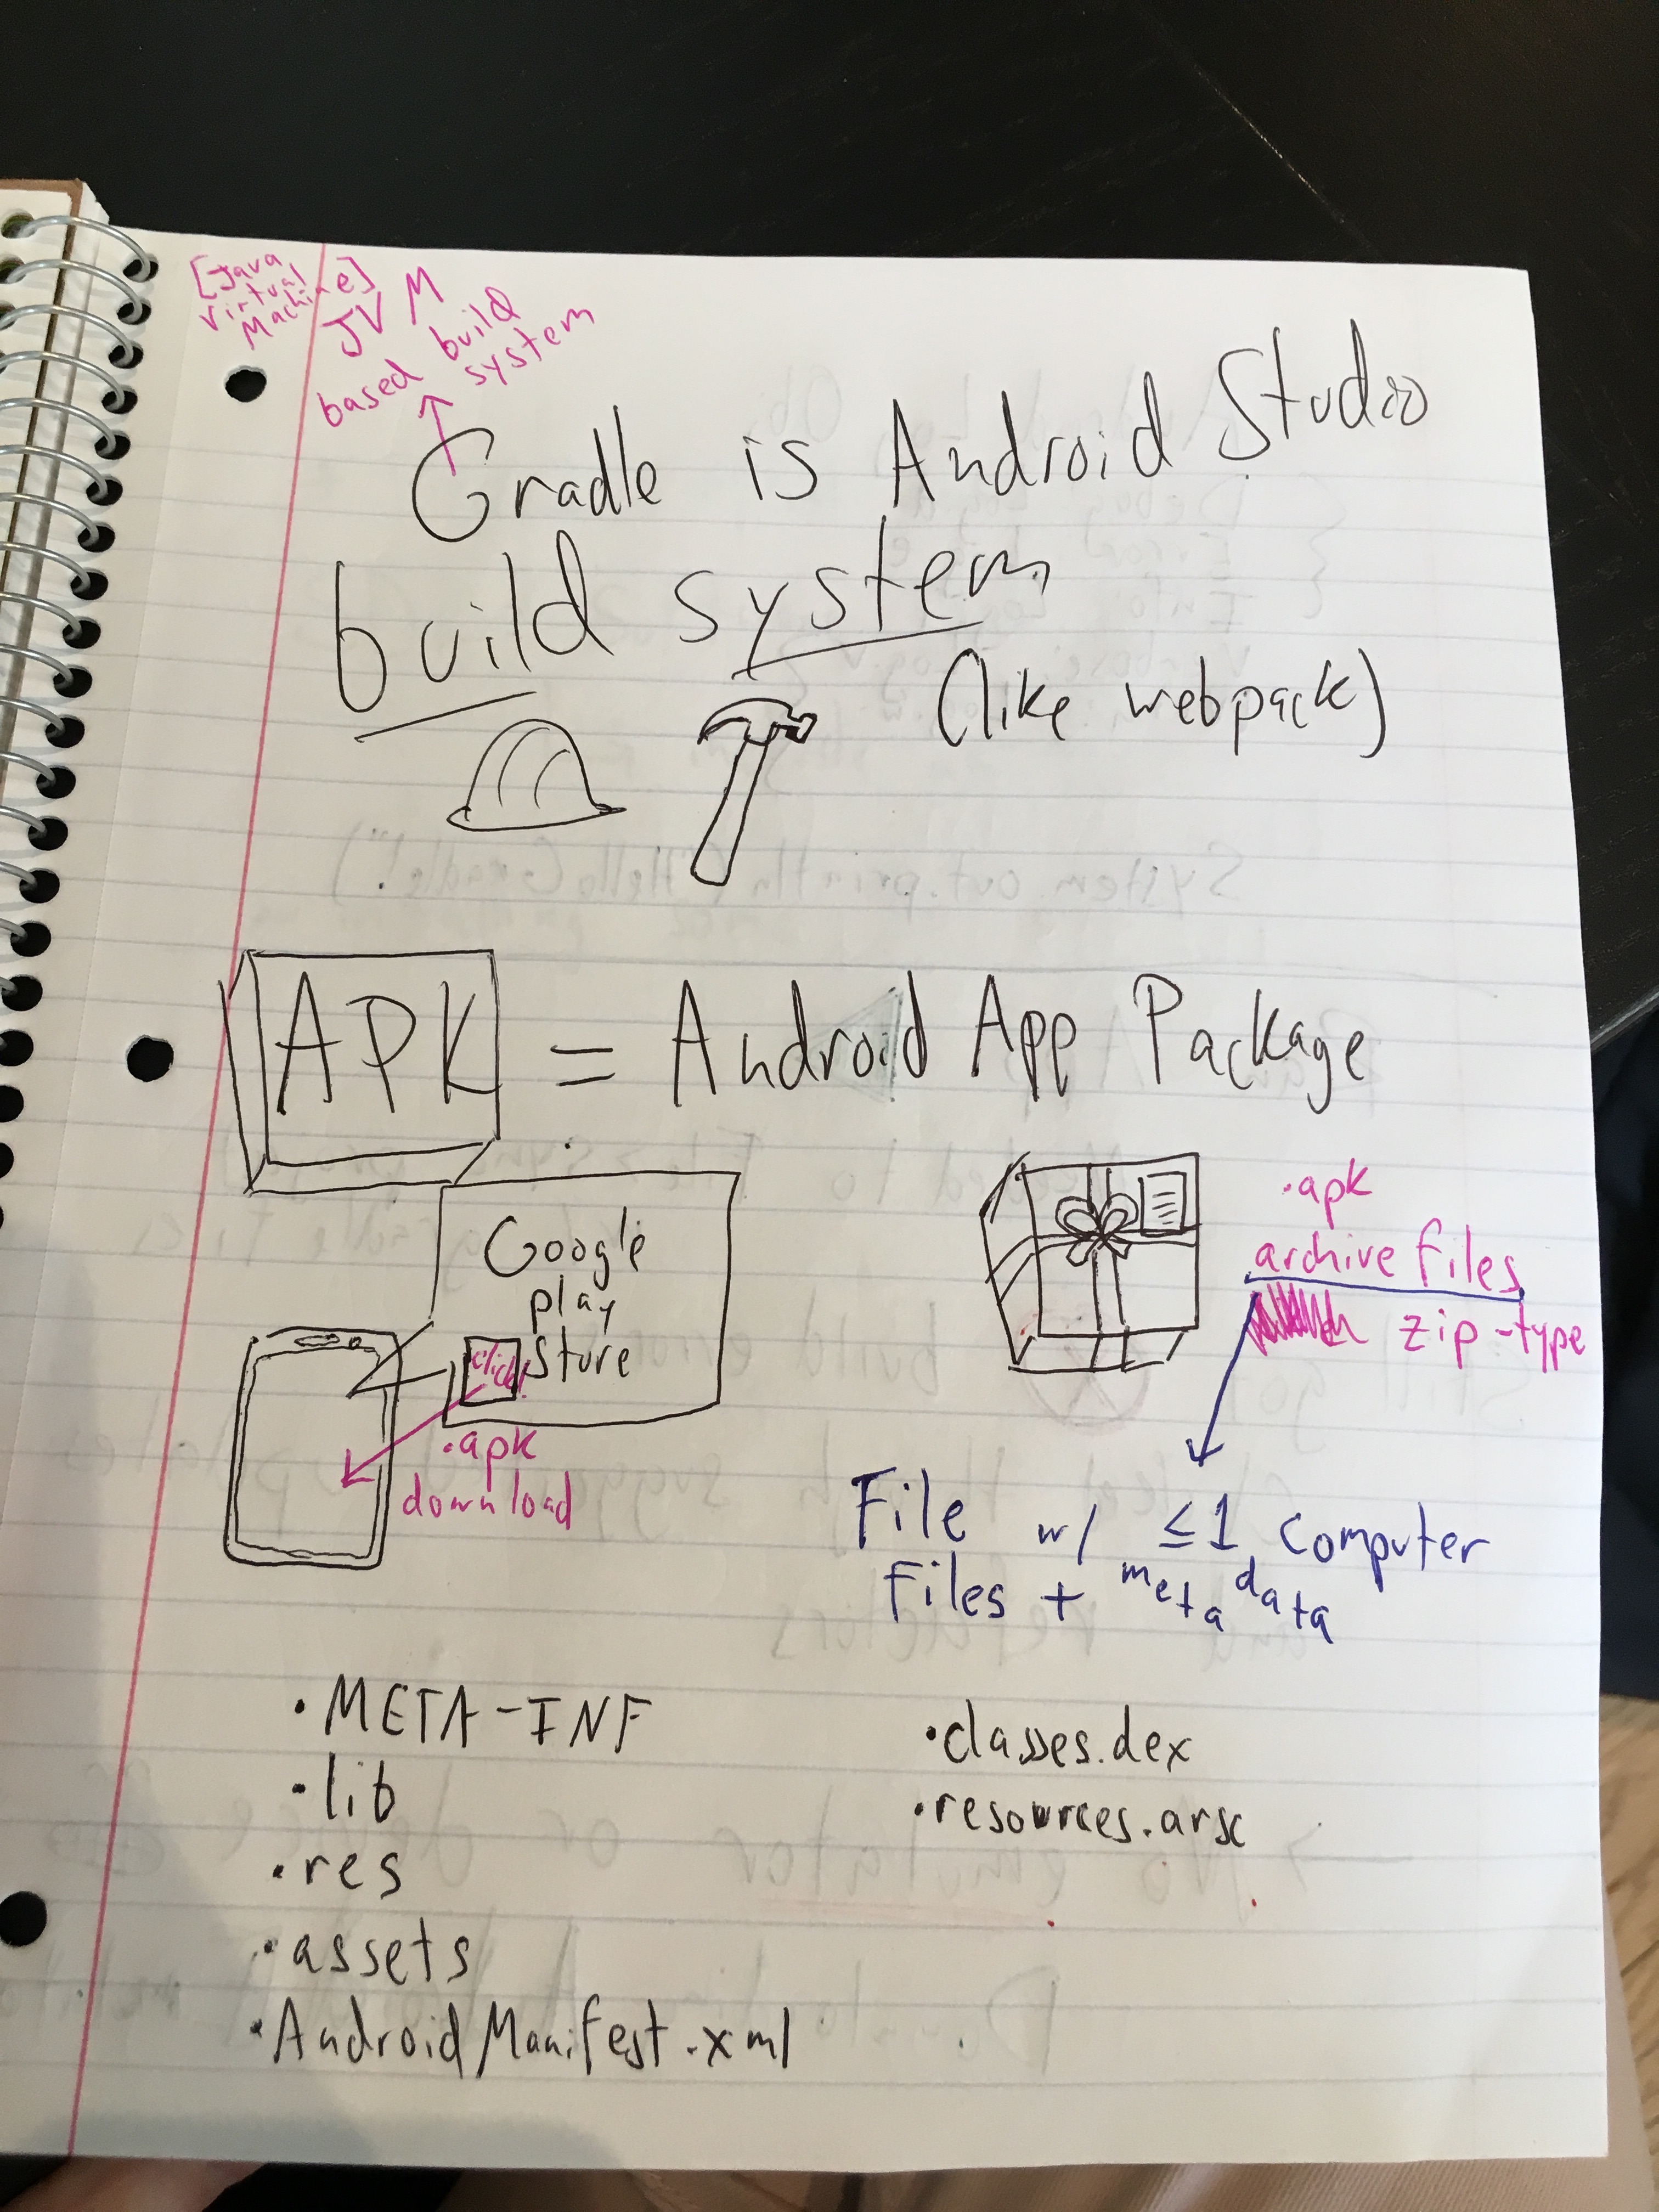 [Java
Virtual
Machine]
JVM
based build
system
Gradle is Android Studio
build system
(like webpack)
APK = Android App Package
Google
play
Store
click!
.apk
download
.apk
archive files
zip-type
File w/ ≤1 computer
files + meta data
• META-INF
• lib
• res
• assets
• AndroidManifest.xml
• classes.dex
• resources.arsc